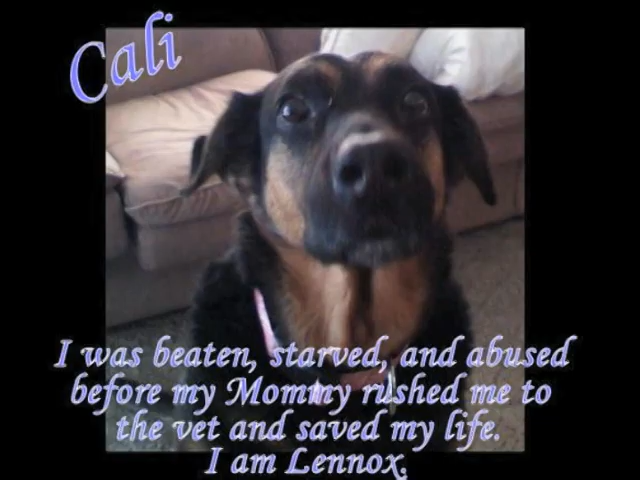 Cali
I was beaten, starved, and abused
before my Mommy rushed me to
the vet and saved my life.
I am Lennox.